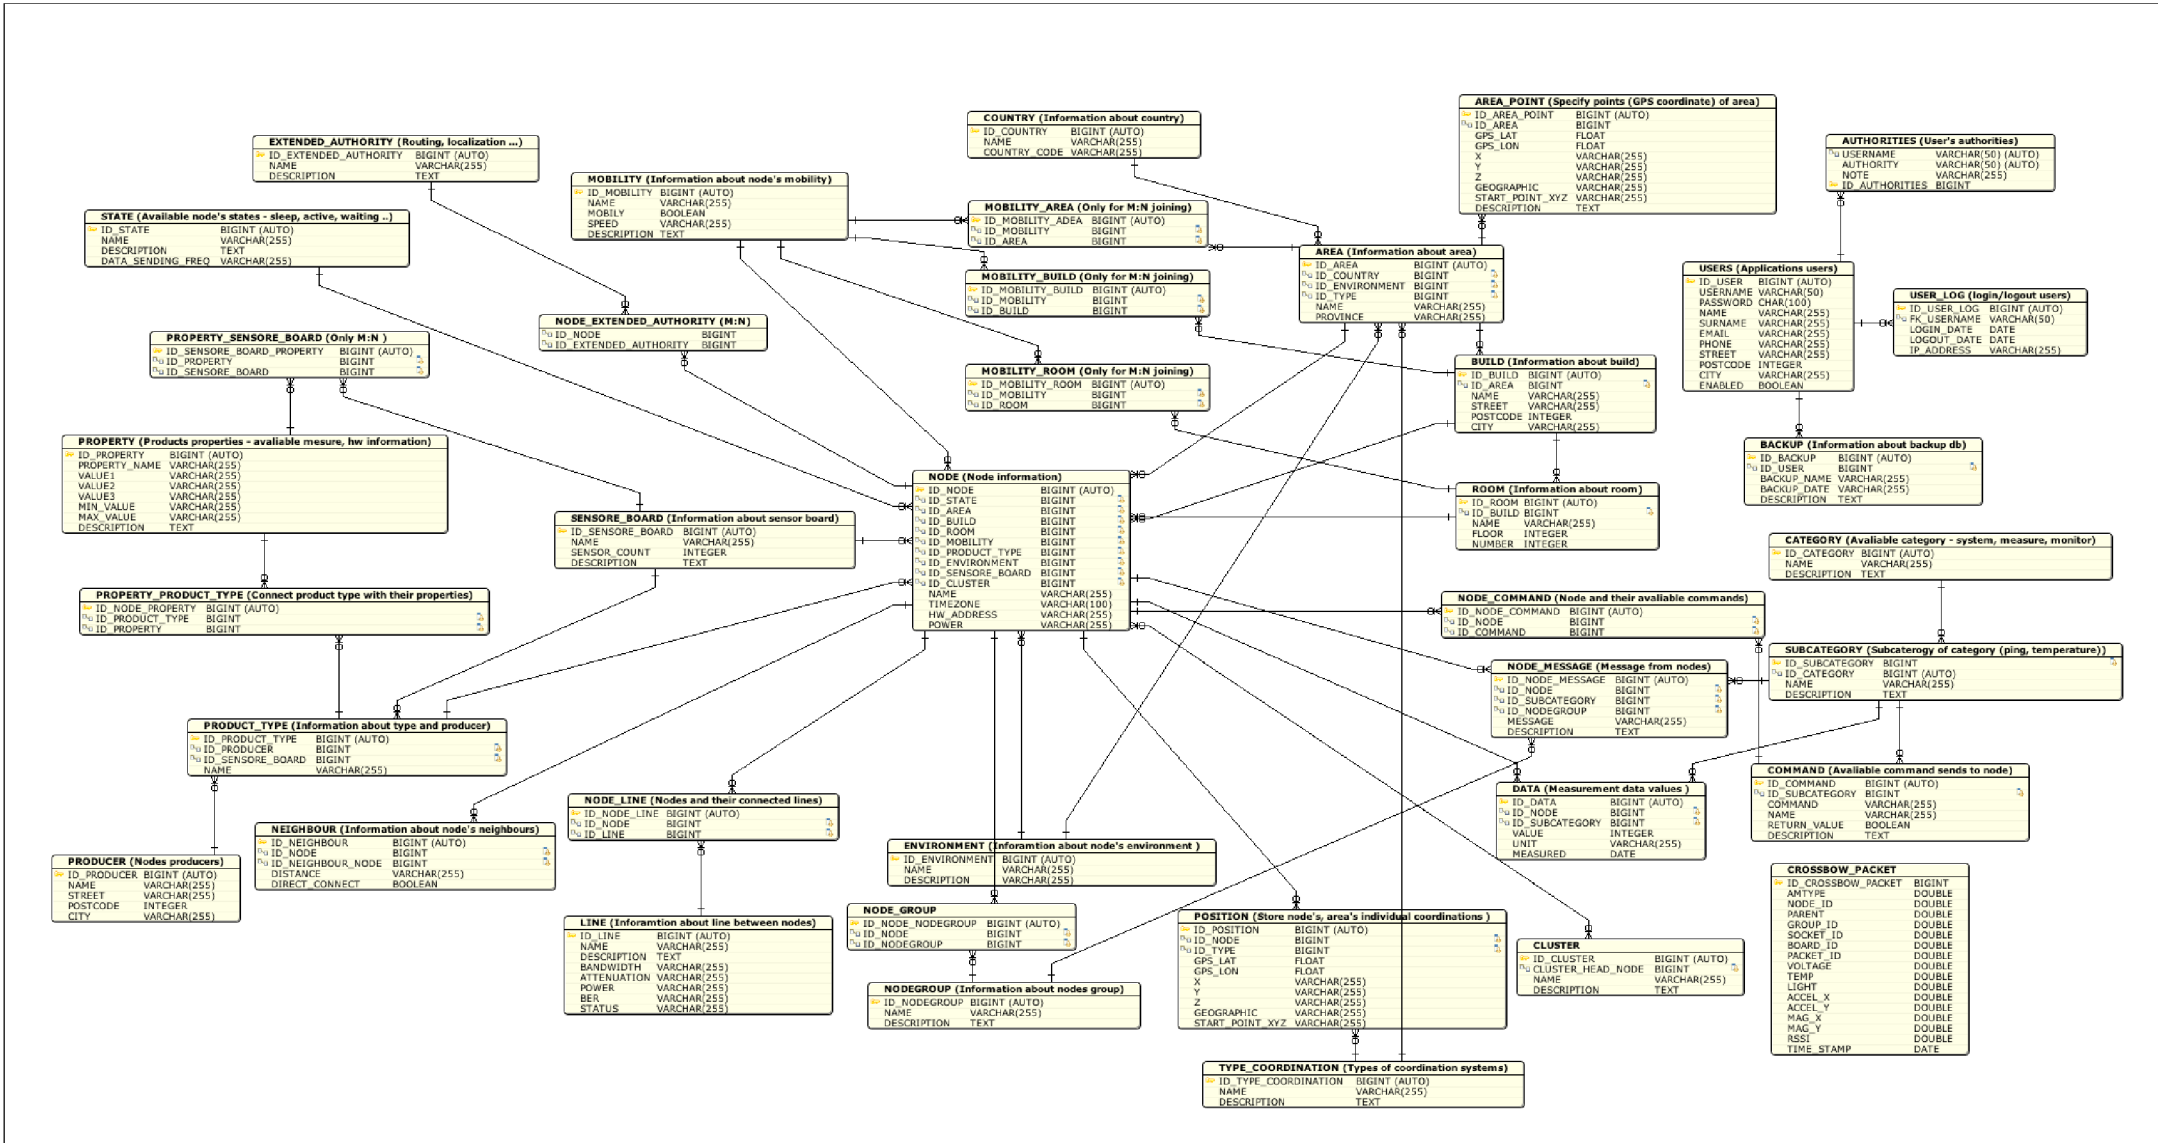 COUNTRY (Information about country)
ID_COUNTRY BIGINT (AUTO)
NAME VARCHAR(255)
COUNTRY_CODE VARCHAR(255)
AREA_POINT (Specify points (GPS coordinate) of area)
ID_AREA_POINT BIGINT (AUTO)
ID_AREA BIGINT
GPS_LAT FLOAT
GPS_LON FLOAT
X VARCHAR(255)
Y VARCHAR(255)
Z VARCHAR(255)
GEOGRAPHIC VARCHAR(255)
START_POINT_XYZ VARCHAR(255)
DESCRIPTION TEXT
AUTHORITIES (User's authorities)
USERNAME VARCHAR(50) (AUTO)
AUTHORITY VARCHAR(50) (AUTO)
NOTE VARCHAR(255)
ID_AUTHORITIES BIGINT
EXTENDED_AUTHORITY (Routing, localization ...)
ID_EXTENDED_AUTHORITY BIGINT (AUTO)
NAME VARCHAR(255)
DESCRIPTION TEXT
MOBILITY (Information about node's mobility)
ID_MOBILITY BIGINT (AUTO)
NAME VARCHAR(255)
MOBILY BOOLEAN
SPEED VARCHAR(255)
DESCRIPTION TEXT
MOBILITY_AREA (Only for M:N joining)
ID_MOBILITY_ADEA BIGINT (AUTO)
ID_MOBILITY BIGINT
ID_AREA BIGINT
STATE (Available node's states - sleep, active, waiting ..)
ID_STATE BIGINT (AUTO)
NAME VARCHAR(255)
DESCRIPTION TEXT
DATA_SENDING_FREQ VARCHAR(255)
AREA (Information about area)
ID_AREA BIGINT (AUTO)
ID_COUNTRY BIGINT
ID_ENVIRONMENT BIGINT
ID_TYPE BIGINT
NAME VARCHAR(255)
PROVINCE VARCHAR(255)
MOBILITY_BUILD (Only for M:N joining)
ID_MOBILITY_BUILD BIGINT (AUTO)
ID_MOBILITY BIGINT
ID_BUILD BIGINT
USERS (Applications users)
ID_USER BIGINT (AUTO)
USERNAME VARCHAR(50)
PASSWORD CHAR(100)
NAME VARCHAR(255)
SURNAME VARCHAR(255)
EMAIL VARCHAR(255)
PHONE VARCHAR(255)
STREET VARCHAR(255)
POSTCODE INTEGER
CITY VARCHAR(255)
ENABLED BOOLEAN
USER_LOG (login/logout users)
ID_USER_LOG BIGINT (AUTO)
FK_USERNAME VARCHAR(50)
LOGIN_DATE DATE
LOGOUT_DATE DATE
IP_ADDRESS VARCHAR(255)
NODE_EXTENDED_AUTHORITY (M:N)
ID_NODE BIGINT
ID_EXTENDED_AUTHORITY BIGINT
PROPERTY_SENSORE_BOARD (Only M:N )
ID_SENSORE_BOARD_PROPERTY BIGINT (AUTO)
ID_PROPERTY BIGINT
ID_SENSORE_BOARD BIGINT
MOBILITY_ROOM (Only for M:N joining)
ID_MOBILITY_ROOM BIGINT (AUTO)
ID_MOBILITY BIGINT
ID_ROOM BIGINT
BUILD (Information about build)
ID_BUILD BIGINT (AUTO)
ID_AREA BIGINT
NAME VARCHAR(255)
STREET VARCHAR(255)
POSTCODE INTEGER
CITY VARCHAR(255)
PROPERTY (Products properties - avaliable mesure, hw information)
ID_PROPERTY BIGINT (AUTO)
PROPERTY_NAME VARCHAR(255)
VALUE1 VARCHAR(255)
VALUE2 VARCHAR(255)
VALUE3 VARCHAR(255)
MIN_VALUE VARCHAR(255)
MAX_VALUE VARCHAR(255)
DESCRIPTION TEXT
BACKUP (Information about backup db)
ID_BACKUP BIGINT (AUTO)
ID_USER BIGINT
BACKUP_NAME VARCHAR(255)
BACKUP_DATE VARCHAR(255)
DESCRIPTION TEXT
NODE (Node information)
ID_NODE BIGINT (AUTO)
ID_STATE BIGINT
ID_AREA BIGINT
ID_BUILD BIGINT
ID_ROOM BIGINT
ID_MOBILITY BIGINT
ID_PRODUCT_TYPE BIGINT
ID_ENVIRONMENT BIGINT
ID_SENSORE_BOARD BIGINT
ID_CLUSTER BIGINT
NAME VARCHAR(255)
TIMEZONE VARCHAR(100)
HW_ADDRESS VARCHAR(255)
POWER VARCHAR(255)
ROOM (Information about room)
ID_ROOM BIGINT (AUTO)
ID_BUILD BIGINT
NAME VARCHAR(255)
FLOOR INTEGER
NUMBER INTEGER
SENSORE_BOARD (Information about sensor board)
ID_SENSORE_BOARD BIGINT (AUTO)
NAME VARCHAR(255)
SENSOR_COUNT INTEGER
DESCRIPTION TEXT
CATEGORY (Avaliable category - system, measure, monitor)
ID_CATEGORY BIGINT (AUTO)
NAME VARCHAR(255)
DESCRIPTION TEXT
PROPERTY_PRODUCT_TYPE (Connect product type with their properties)
ID_NODE_PROPERTY BIGINT (AUTO)
ID_PRODUCT_TYPE BIGINT
ID_PROPERTY BIGINT
NODE_COMMAND (Node and their avaliable commands)
ID_NODE_COMMAND BIGINT (AUTO)
ID_NODE BIGINT
ID_COMMAND BIGINT
SUBCATEGORY (Subcaterogy of category (ping, temperature))
ID_SUBCATEGORY BIGINT
ID_CATEGORY BIGINT (AUTO)
NAME VARCHAR(255)
DESCRIPTION TEXT
NODE_MESSAGE (Message from nodes)
ID_NODE_MESSAGE BIGINT (AUTO)
ID_NODE BIGINT
ID_SUBCATEGORY BIGINT
ID_NODEGROUP BIGINT
MESSAGE VARCHAR(255)
DESCRIPTION TEXT
PRODUCT_TYPE (Information about type and producer)
ID_PRODUCT_TYPE BIGINT (AUTO)
ID_PRODUCER BIGINT
ID_SENSORE_BOARD BIGINT
NAME VARCHAR(255)
COMMAND (Avaliable command sends to node)
ID_COMMAND BIGINT (AUTO)
ID_SUBCATEGORY BIGINT
COMMAND VARCHAR(255)
NAME VARCHAR(255)
RETURN_VALUE BOOLEAN
DESCRIPTION TEXT
DATA (Measurement data values )
ID_DATA BIGINT (AUTO)
ID_NODE BIGINT
ID_SUBCATEGORY BIGINT
VALUE INTEGER
UNIT VARCHAR(255)
MEASURED DATE
NODE_LINE (Nodes and their connected lines)
ID_NODE_LINE BIGINT (AUTO)
ID_NODE BIGINT
ID_LINE BIGINT
NEIGHBOUR (Information about node's neighbours)
ID_NEIGHBOUR BIGINT (AUTO)
ID_NODE BIGINT
ID_NEIGHBOUR_NODE BIGINT
DISTANCE VARCHAR(255)
DIRECT_CONNECT BOOLEAN
ENVIRONMENT (Inforamtion about node's environment )
ID_ENVIRONMENT BIGINT (AUTO)
NAME VARCHAR(255)
DESCRIPTION TEXT
PRODUCER (Nodes producers)
ID_PRODUCER BIGINT (AUTO)
NAME VARCHAR(255)
STREET VARCHAR(255)
POSTCODE INTEGER
CITY VARCHAR(255)
CROSSBOW_PACKET
ID_CROSSBOW_PACKET BIGINT
AMTYPE DOUBLE
NODE_ID DOUBLE
PARENT DOUBLE
GROUP_ID DOUBLE
SOCKET_ID DOUBLE
BOARD_ID DOUBLE
PACKET_ID DOUBLE
VOLTAGE DOUBLE
TEMP DOUBLE
LIGHT DOUBLE
ACCEL_X DOUBLE
ACCEL_Y DOUBLE
MAG_X DOUBLE
MAG_Y DOUBLE
RSSI DOUBLE
TIME_STAMP DATE
NODE_GROUP
ID_NODE_NODEGROUP BIGINT (AUTO)
ID_NODE BIGINT
ID_NODEGROUP BIGINT
LINE (Inforamtion about line between nodes)
ID_LINE BIGINT (AUTO)
NAME VARCHAR(255)
DESCRIPTION TEXT
BANDWIDTH VARCHAR(255)
ATTENUATION VARCHAR(255)
POWER VARCHAR(255)
BER VARCHAR(255)
STATUS VARCHAR(255)
POSITION (Store node's, area's individual coordinations )
ID_POSITION BIGINT (AUTO)
ID_NODE BIGINT
ID_TYPE BIGINT
GPS_LAT FLOAT
GPS_LON FLOAT
X VARCHAR(255)
Y VARCHAR(255)
Z VARCHAR(255)
GEOGRAPHIC VARCHAR(255)
START_POINT_XYZ VARCHAR(255)
CLUSTER
ID_CLUSTER BIGINT (AUTO)
CLUSTER_HEAD_NODE BIGINT
NAME VARCHAR(255)
DESCRIPTION TEXT
NODEGROUP (Information about nodes group)
ID_NODEGROUP BIGINT (AUTO)
NAME VARCHAR(255)
DESCRIPTION TEXT
TYPE_COORDINATION (Types of coordination systems)
ID_TYPE_COORDINATION BIGINT (AUTO)
NAME VARCHAR(255)
DESCRIPTION TEXT